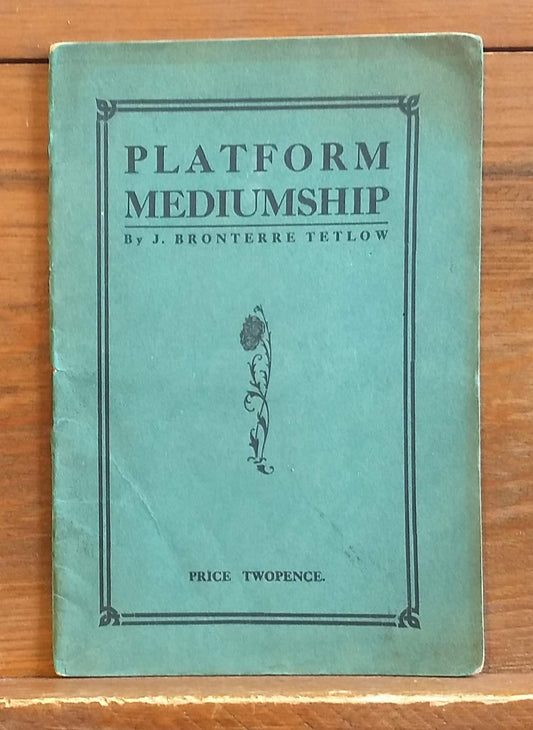 PLATFORM
MEDIUMSHIP
By J. BRONTERRE TETLOW
PRICE TWOPENCE.